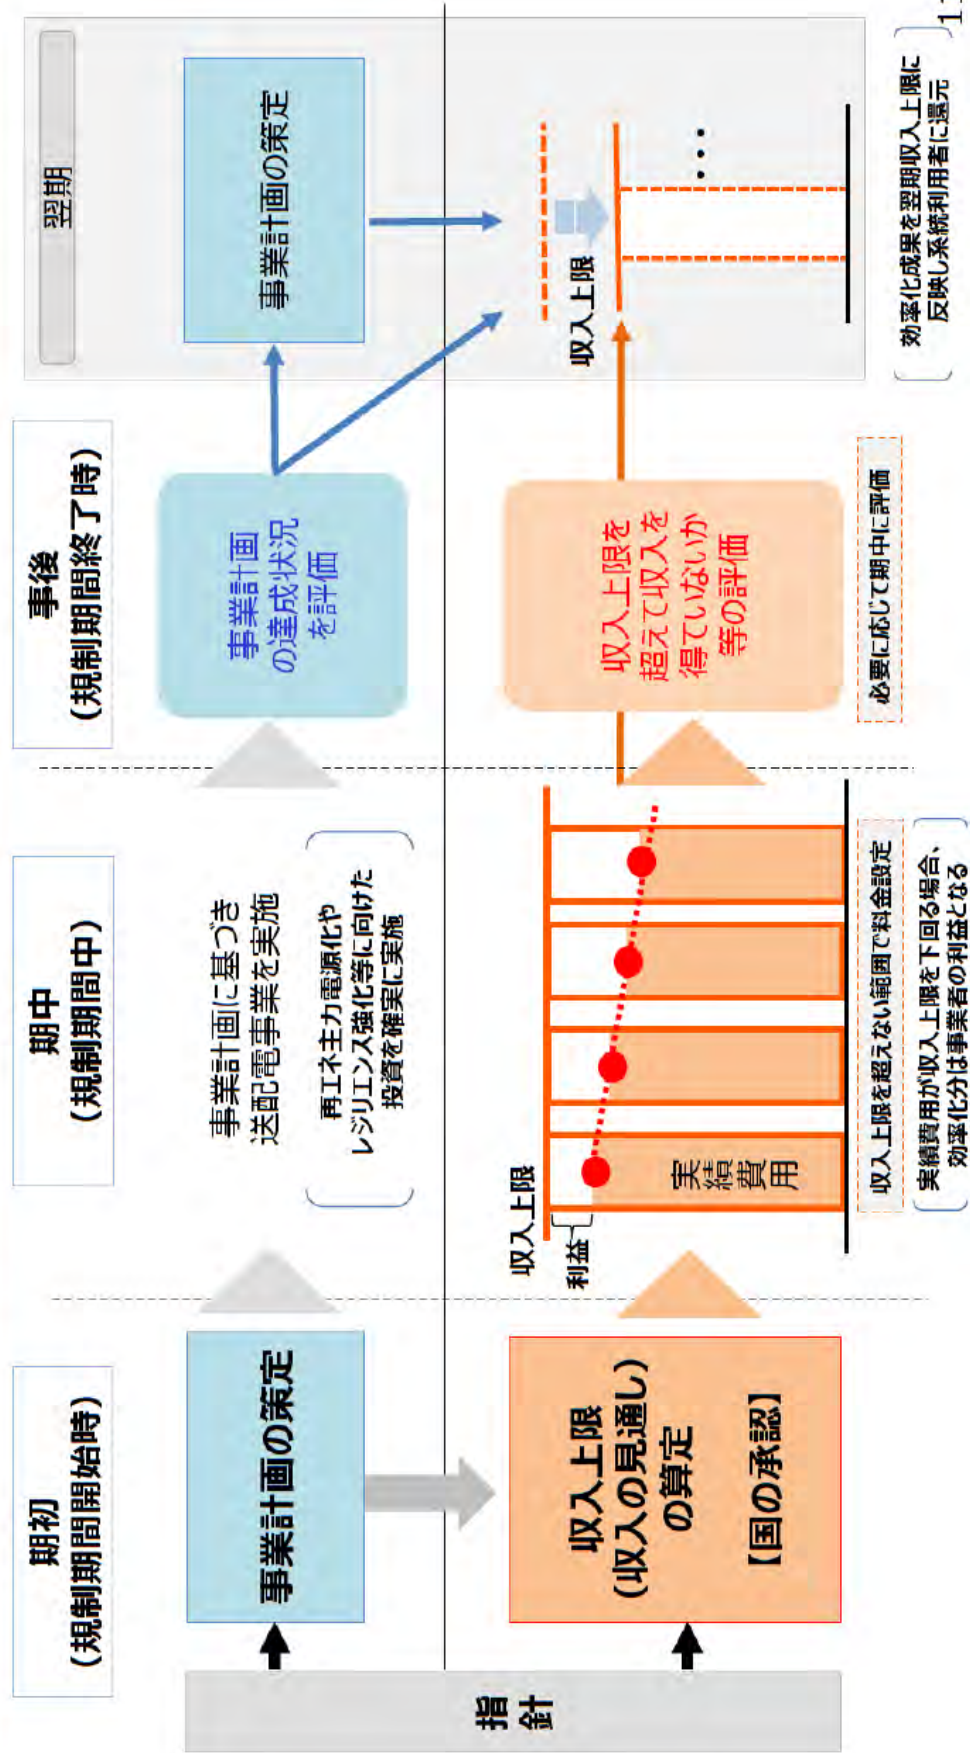 期初
(規制期間開始時)
期中
(規制期間中)
事後
(規制期間終了時)
翌期
指
針
事業計画の策定
事業計画に基づき
送配電事業を実施
再エネ主力電源化や
レジリエンス強化等に向けた
投資を確実に実施
事業計画
の達成状況
を評価
事業計画の策定
収入上限
(収入の見通し)
の算定
【国の承認】
収入上限
利益
実績費用
収入上限を
超えて収入を
得ていないか
等の評価
収入上限
・・・
収入上限を超えない範囲で料金設定
実績費用が収入上限を下回る場合、
効率化分は事業者の利益となる
必要に応じて期中に評価
効率化成果を翌期収入上限に
反映し系統利用者に還元